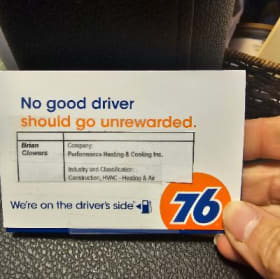 No good driver
should go unrewarded.
Brian Clowers
Company:
Performance Heating & Cooling Inc.
Industry and Classification:
Construction, HVAC - Heating & Air
We're on the driver's side
76